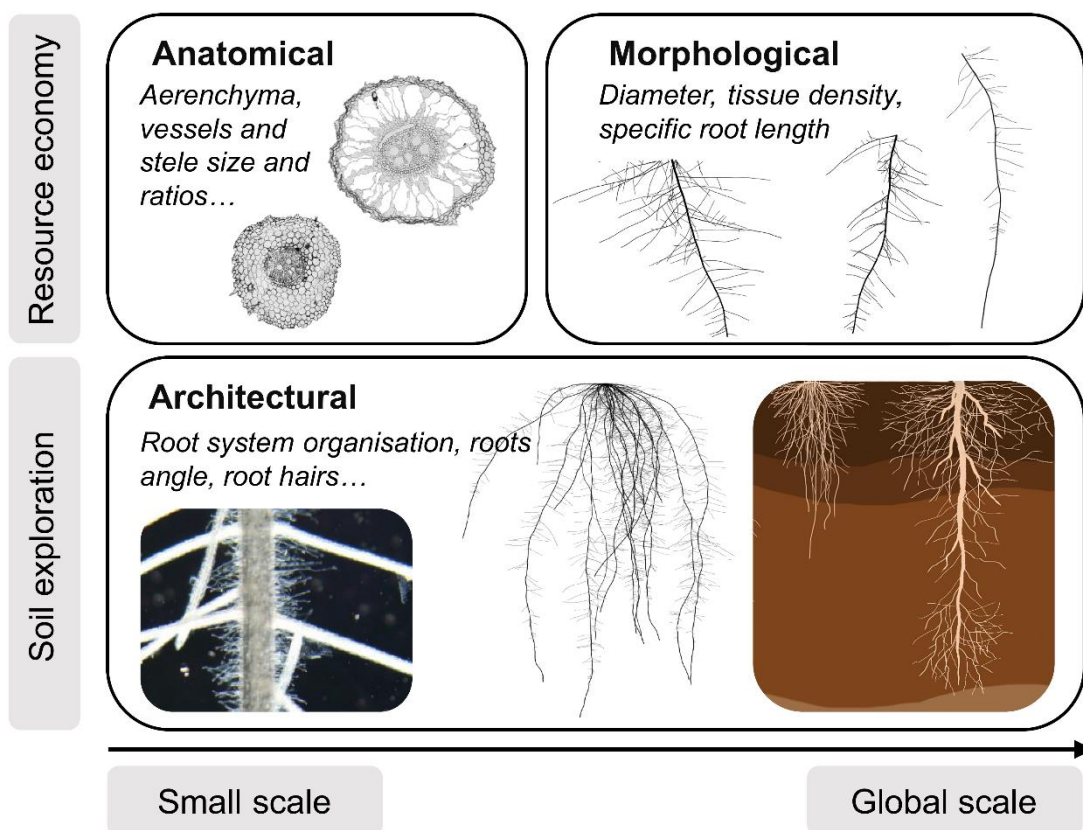 Resource economy
Anatomical
Aerenchyma,
vessels and
stele size and
ratios…
Morphological
Diameter, tissue density,
specific root length
Soil exploration
Architectural
Root system organisation, roots
angle, root hairs…
Small scale
Global scale